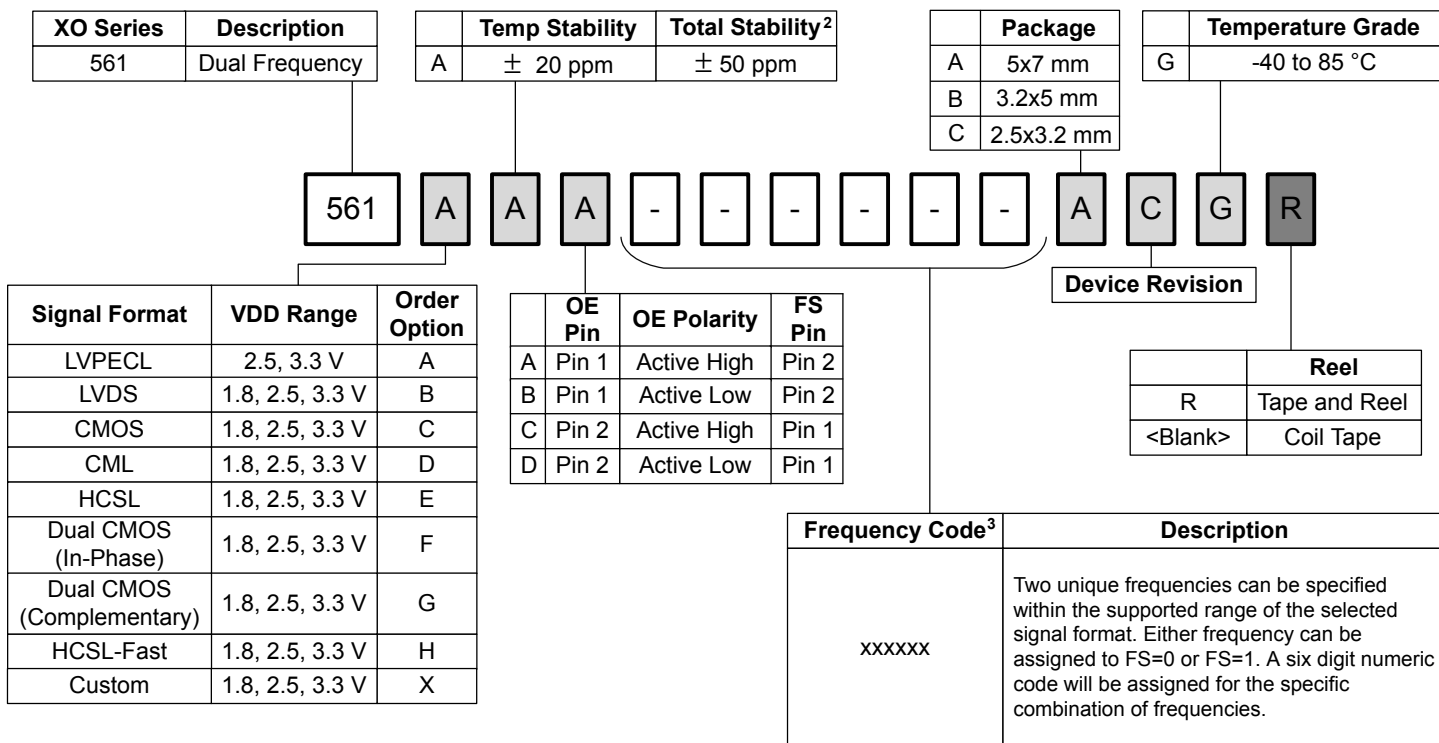 XO Series Description
561 Dual Frequency
Temp Stability Total Stability²
A ± 20 ppm ± 50 ppm
Package
A 5x7 mm
B 3.2x5 mm
C 2.5x3.2 mm
Temperature Grade
G -40 to 85 °C
561 A A A - - - - - - A C G R
Signal Format VDD Range Order Option
LVPECL 2.5, 3.3 V A
LVDS 1.8, 2.5, 3.3 V B
CMOS 1.8, 2.5, 3.3 V C
CML 1.8, 2.5, 3.3 V D
HCSL 1.8, 2.5, 3.3 V E
Dual CMOS (In-Phase) 1.8, 2.5, 3.3 V F
Dual CMOS (Complementary) 1.8, 2.5, 3.3 V G
HCSL-Fast 1.8, 2.5, 3.3 V H
Custom 1.8, 2.5, 3.3 V X
OE Pin OE Polarity FS Pin
A Pin 1 Active High Pin 2
B Pin 1 Active Low Pin 2
C Pin 2 Active High Pin 1
D Pin 2 Active Low Pin 1
Device Revision
Reel
R Tape and Reel
<Blank> Coil Tape
Frequency Code³ Description
xxxxxx
Two unique frequencies can be specified
within the supported range of the selected
signal format. Either frequency can be
assigned to FS=0 or FS=1. A six digit numeric
code will be assigned for the specific
combination of frequencies.